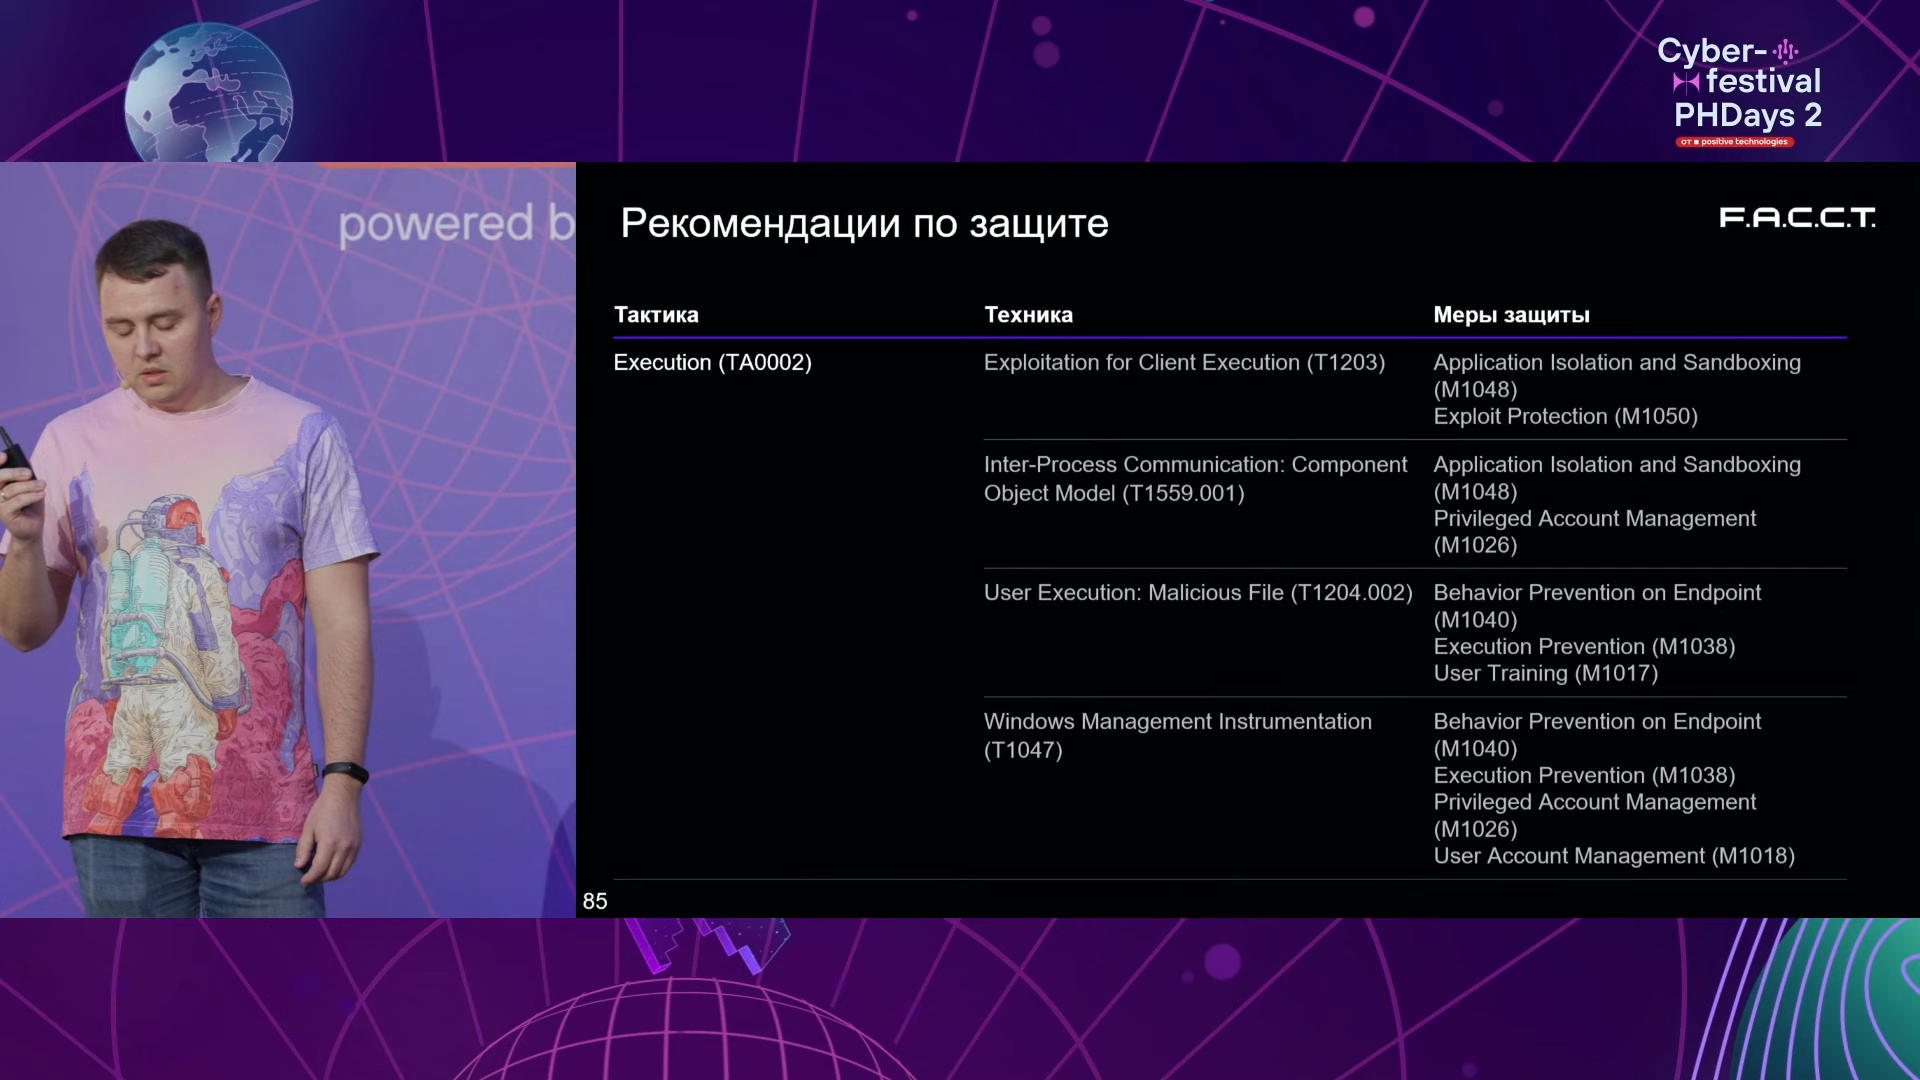 Cyber-
festival
PHDays 2
от positive technologies
powered b
Рекомендации по защите
F.A.C.C.T.
Тактика
Техника
Меры защиты
Execution (TA0002)
Exploitation for Client Execution (T1203)
Application Isolation and Sandboxing
(M1048)
Exploit Protection (M1050)
Inter-Process Communication: Component
Object Model (T1559.001)
Application Isolation and Sandboxing
(M1048)
Privileged Account Management
(M1026)
User Execution: Malicious File (T1204.002)
Behavior Prevention on Endpoint
(M1040)
Execution Prevention (M1038)
User Training (M1017)
Windows Management Instrumentation
(T1047)
Behavior Prevention on Endpoint
(M1040)
Execution Prevention (M1038)
Privileged Account Management
(M1026)
User Account Management (M1018)
85